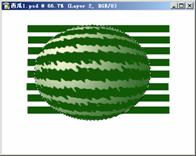 西瓜1.psd @ 66.7% (Layer 2, RGB/8)